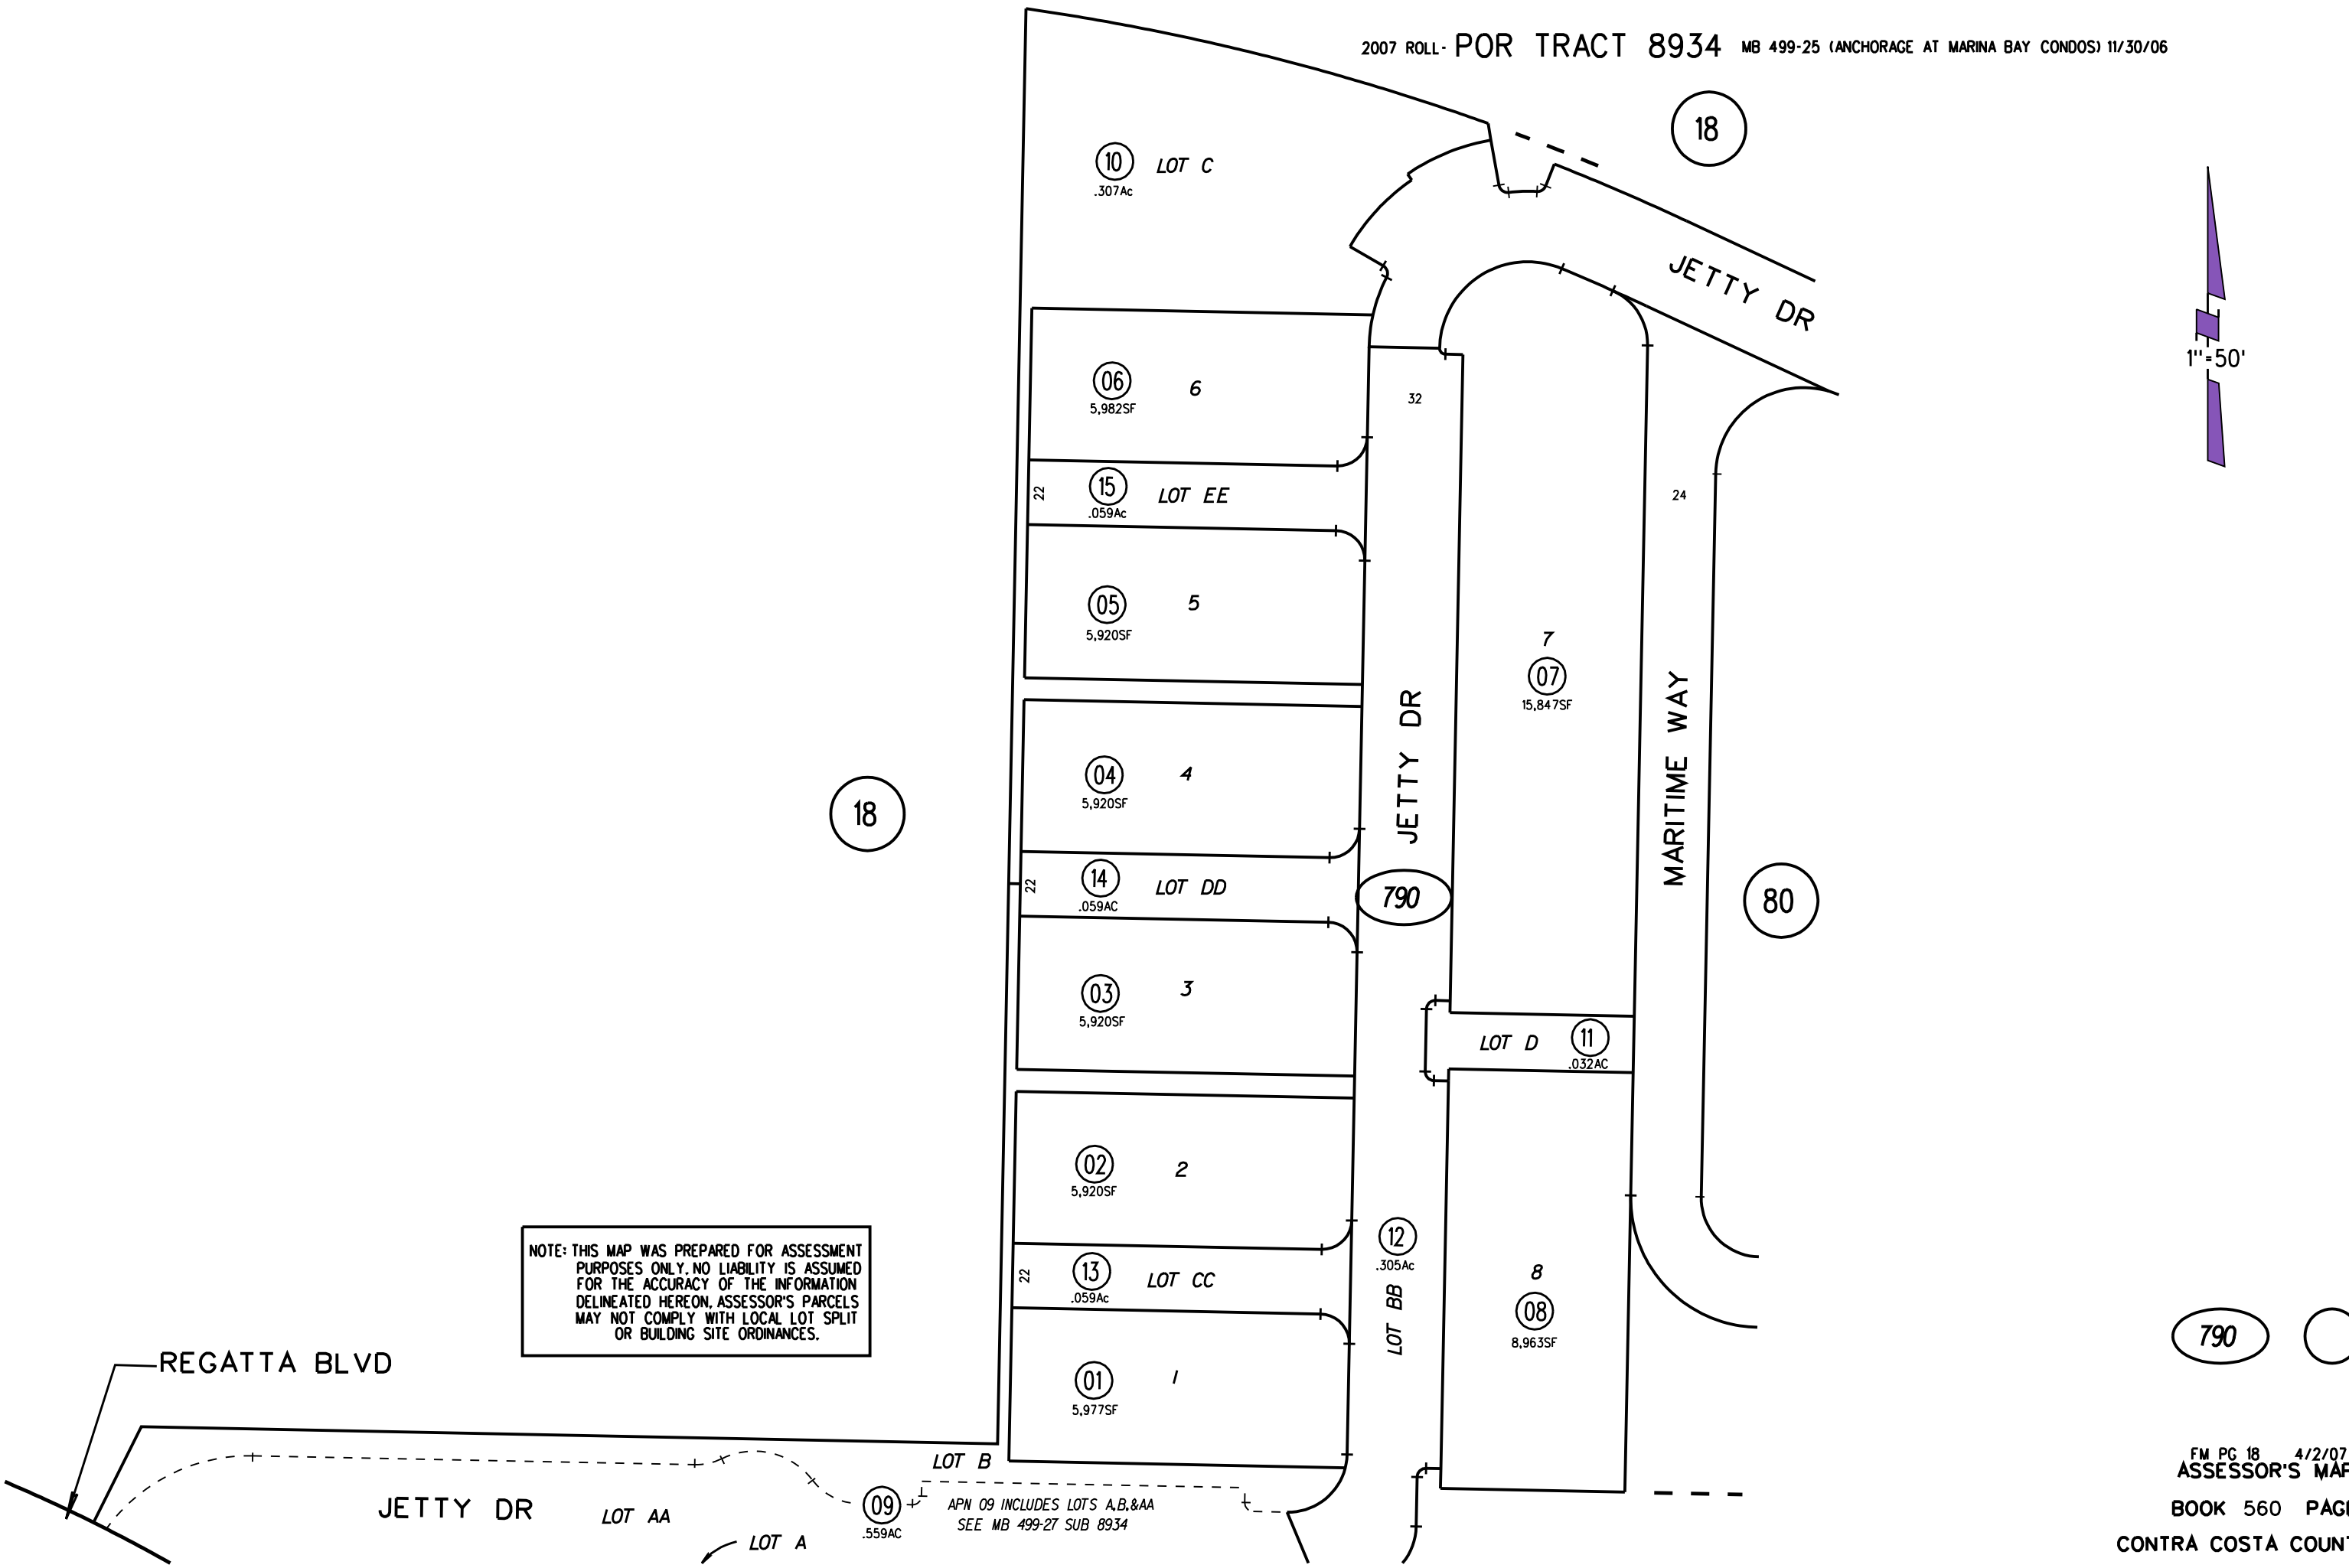 2007 ROLL- POR TRACT 8934 MB 499-25 (ANCHORAGE AT MARINA BAY CONDOS) 11/30/06
18
10 LOT C
.307Ac
JETTY DR
1"=50'
06 6
5,982SF
32
22 15 LOT EE
.059Ac
24
05 5
5,920SF
7
07
15,847SF
04 4
5,920SF
JETTY DR
MARITIME WAY
18
22 14 LOT DD
.059AC
790
80
03 3
5,920SF
LOT D 11
.032AC
02 2
5,920SF
12
.305Ac
LOT BB
22 13 LOT CC
.059Ac
8
08
8,963SF
01 1
5,977SF
NOTE: THIS MAP WAS PREPARED FOR ASSESSMENT
PURPOSES ONLY. NO LIABILITY IS ASSUMED
FOR THE ACCURACY OF THE INFORMATION
DELINEATED HEREON. ASSESSOR'S PARCELS
MAY NOT COMPLY WITH LOCAL LOT SPLIT
OR BUILDING SITE ORDINANCES.
REGATTA BLVD
LOT B
JETTY DR LOT AA
09
.559AC
APN 09 INCLUDES LOTS A,B,&AA
SEE MB 499-27 SUB 8934
LOT A
790
FM PG 18 4/2/07
ASSESSOR'S MAP
BOOK 560 PAGE
CONTRA COSTA COUNT